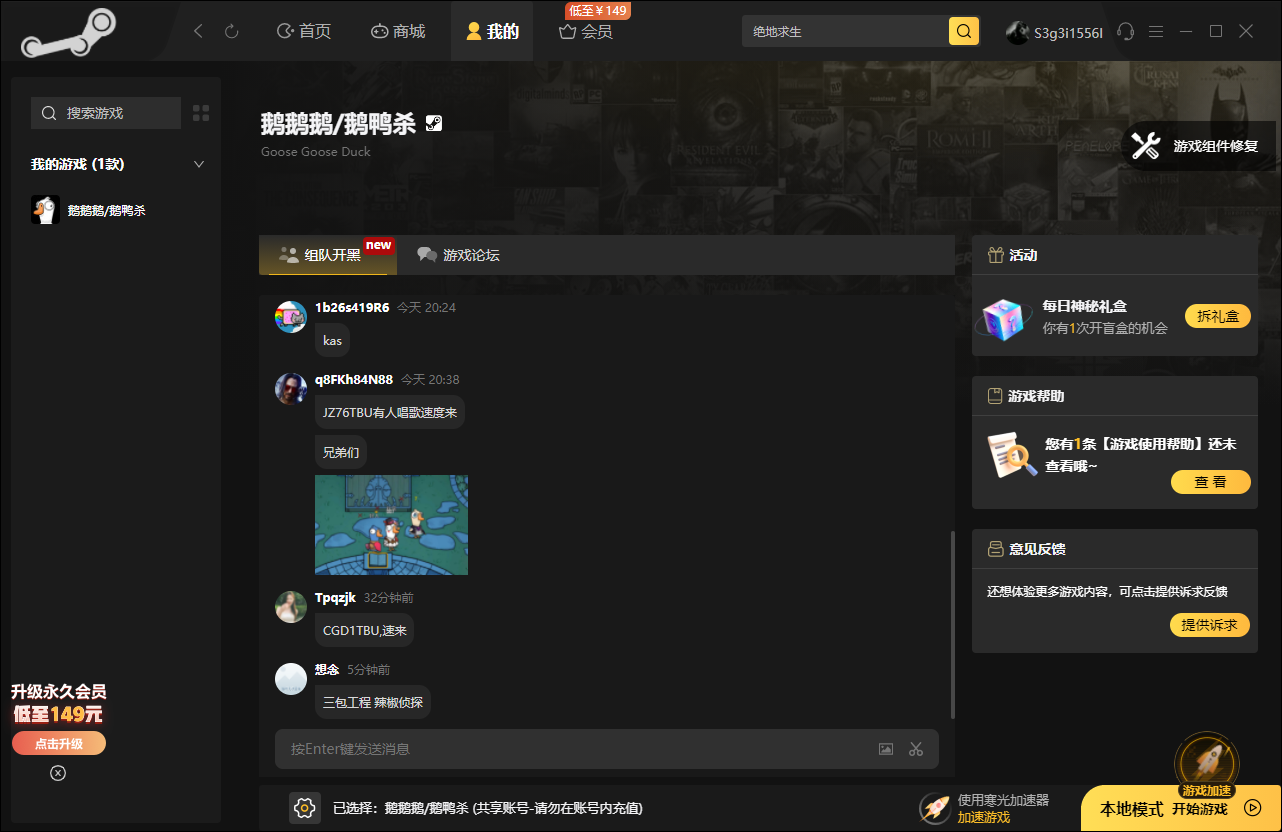 首页
商城
我的
低至¥149
会员
绝地求生
S3g3i1556l
搜索游戏
我的游戏 (1款)
鹅鹅鹅/鹅鸭杀
鹅鹅鹅/鹅鸭杀
Goose Goose Duck
游戏组件修复
组队开黑
new
游戏论坛
1b26s419R6 今天 20:24
kas
q8FKh84N88 今天 20:38
JZ76TBU有人唱歌速度来
兄弟们
Tpqzjk 32分钟前
CGD1TBU,速来
想念 5分钟前
三包工程 辣椒侦探
按Enter键发送消息
活动
每日神秘礼盒
你有1次开盲盒的机会
拆礼盒
游戏帮助
您有1条【游戏使用帮助】还未
查看哦~
查 看
意见反馈
还想体验更多游戏内容，可点击提供诉求反馈
提供诉求
升级永久会员
低至149元
点击升级
已选择：鹅鹅鹅/鹅鸭杀 (共享账号-请勿在账号内充值)
使用寒光加速器
加速游戏
游戏加速
本地模式 开始游戏
RESIDENT EVIL
ROME II